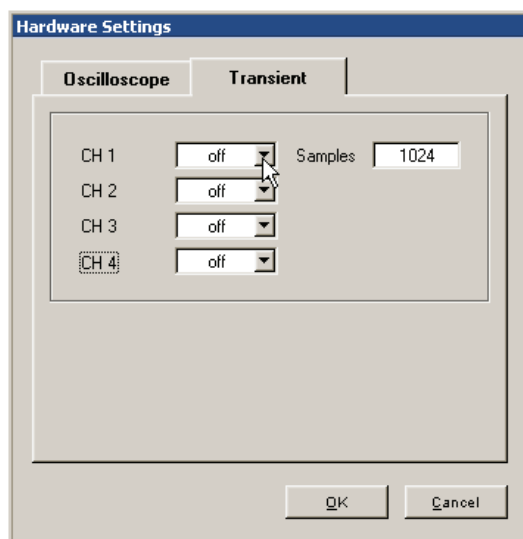 Hardware Settings
Oscilloscope Transient
CH 1 off Samples 1024
CH 2 off
CH 3 off
CH 4 off
OK Cancel